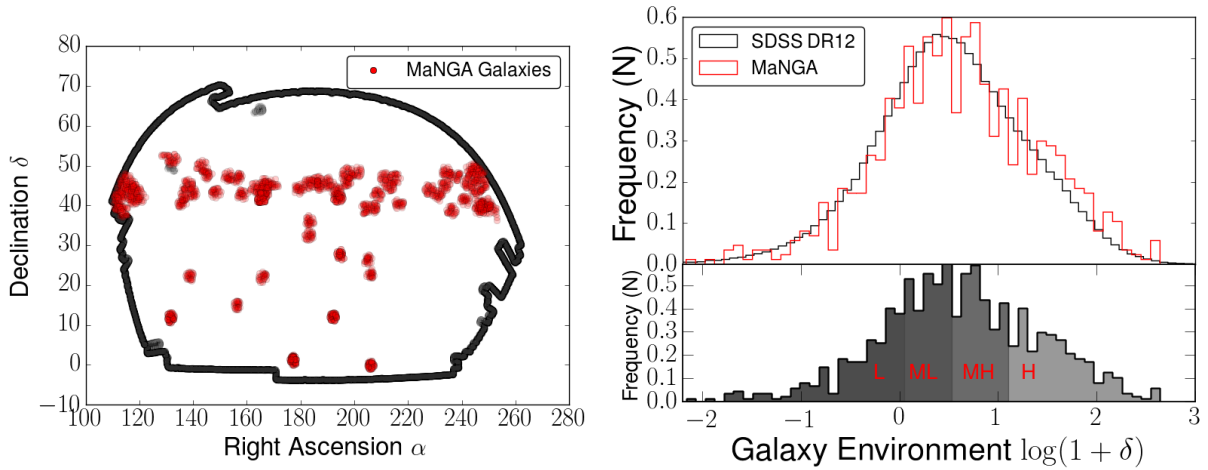 80
70
60
50
40
30
20
10
0
−10
100 120 140 160 180 200 220 240 260 280
Declination δ
Right Ascension α
MaNGA Galaxies
0.6
0.5
0.4
0.3
0.2
0.1
0.0
Frequency (N)
SDSS DR12
MaNGA
0.5
0.4
0.3
0.2
0.1
0.0
Frequency (N)
L ML MH H
−2 −1 0 1 2 3
Galaxy Environment log(1 + δ)